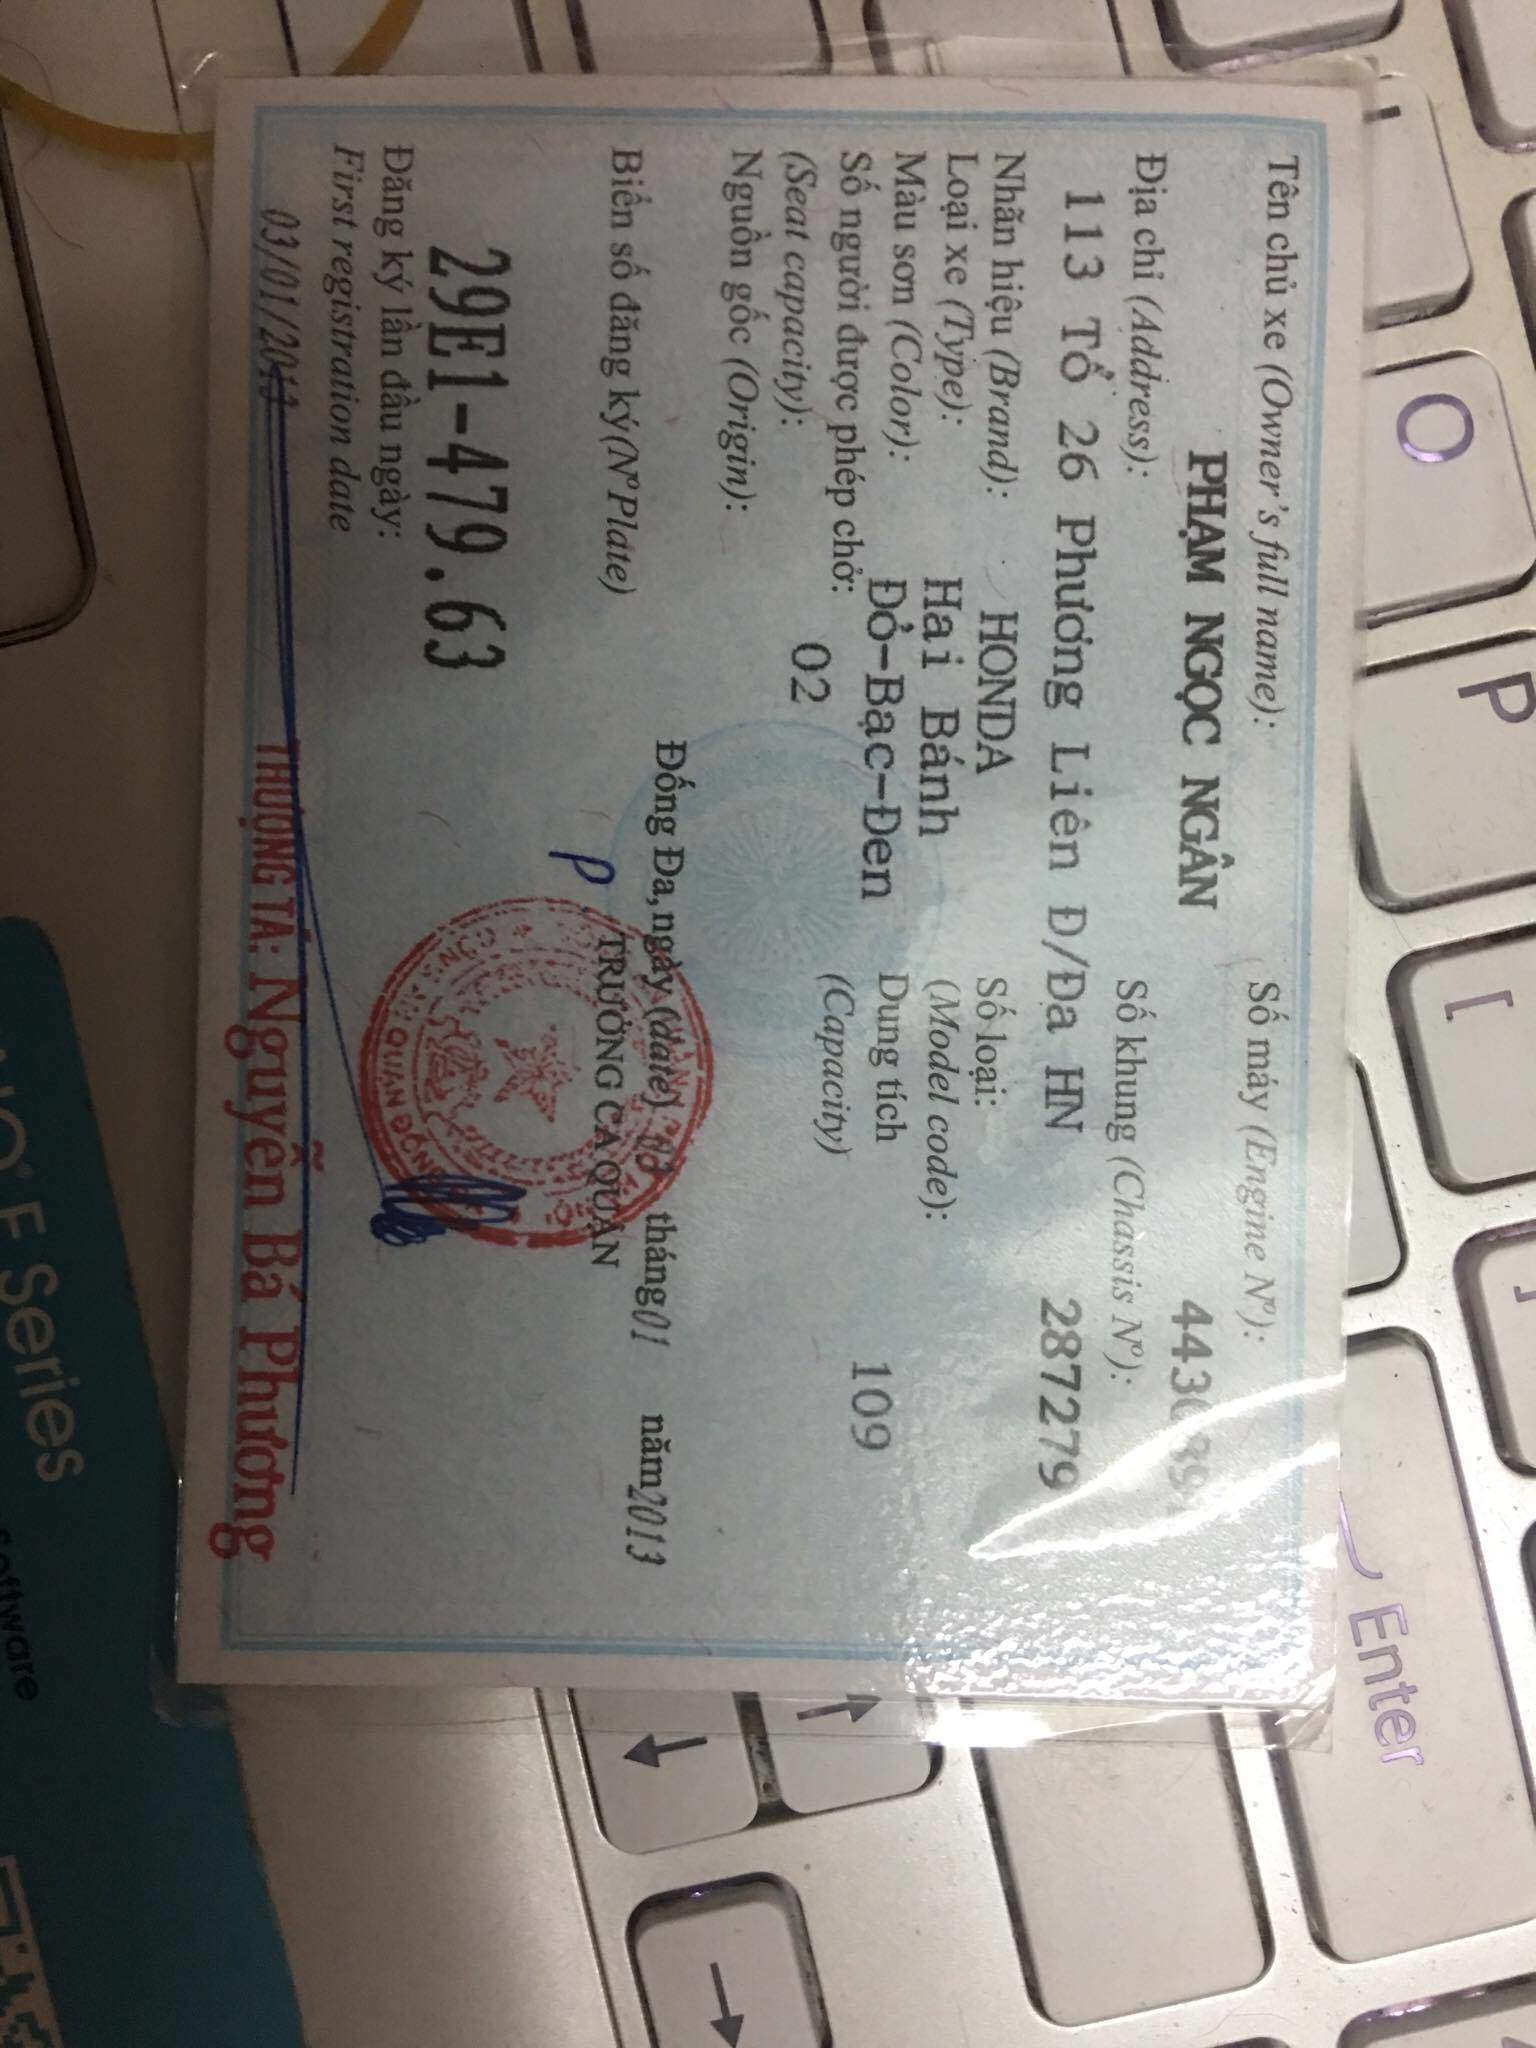 Tên chủ xe (Owner's full name):
PHẠM NGỌC NGÂN
Số máy (Engine Nº):
Địa chỉ (Address):
Số khung (Chassis Nº):
113 Tổ 26 Phương Liên Đ/Đa HN
287279
Nhãn hiệu (Brand): HONDA
Số loại:
Loại xe (Type): Hai Bánh
(Model code):
Màu sơn (Color): Đỏ-Bạc-Đen
Dung tích
109
Số người được phép chở:
(Capacity)
(Seat capacity): 02
Nguồn gốc (Origin):
Đống Đa, ngày (date) 03 tháng 01 năm 2013
Biển số đăng ký (Nº Plate)
P. TRƯỞNG CA QUẬN
29E1-479.63
Đăng ký lần đầu ngày:
First registration date
03/01/2013
THƯỢNG TÁ: Nguyễn Bá Phương
O
P
[
Enter
F Series